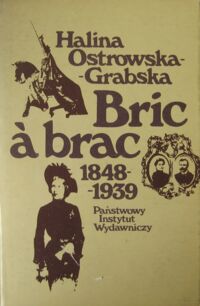 Halina
Ostrowska-
-Grabska
Bric
à brac
1848-
-1939
Państwowy
Instytut
Wydawniczy